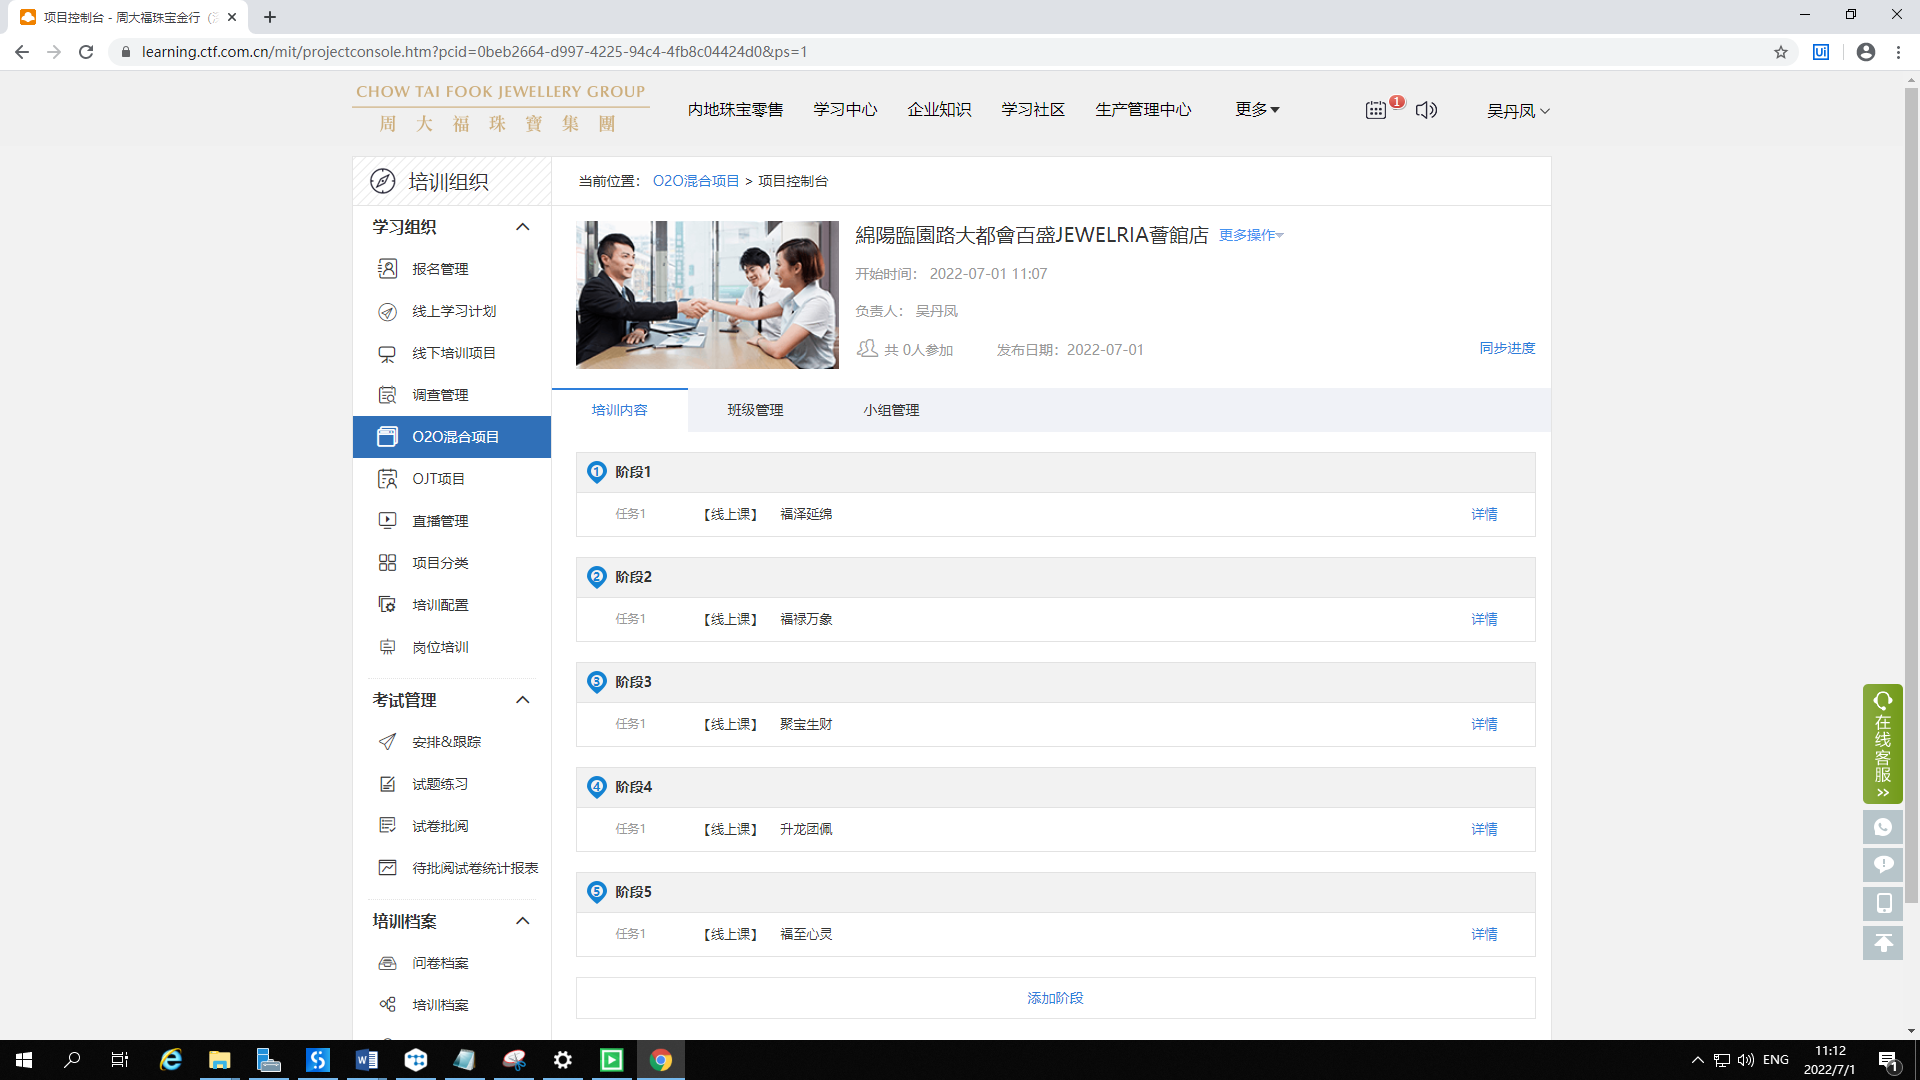 项目控制台 - 周大福珠宝金行
learning.ctf.com.cn/mit/projectconsole.htm?pcid=0beb2664-d997-4225-94c4-4fb8c04424d0&ps=1
CHOW TAI FOOK JEWELLERY GROUP
周大福珠寶集團
内地珠宝零售 学习中心 企业知识 学习社区 生产管理中心 更多 1 吴丹凤
培训组织
当前位置： O2O混合项目 > 项目控制台
学习组织
报名管理
线上学习计划
线下培训项目
调查管理
O2O混合项目
OJT项目
直播管理
项目分类
培训配置
岗位培训
考试管理
安排&跟踪
试题练习
试卷批阅
待批阅试卷统计报表
培训档案
问卷档案
培训档案
綿陽臨園路大都會百盛JEWELRIA薈館店 更多操作
开始时间： 2022-07-01 11:07
负责人： 吴丹凤
共 0人参加 发布日期：2022-07-01 同步进度
培训内容 班级管理 小组管理
1 阶段1
任务1 【线上课】 福泽延绵 详情
2 阶段2
任务1 【线上课】 福禄万象 详情
3 阶段3
任务1 【线上课】 聚宝生财 详情
4 阶段4
任务1 【线上课】 升龙团佩 详情
5 阶段5
任务1 【线上课】 福至心灵 详情
添加阶段
在线客服
ENG
11:12
2022/7/1
1